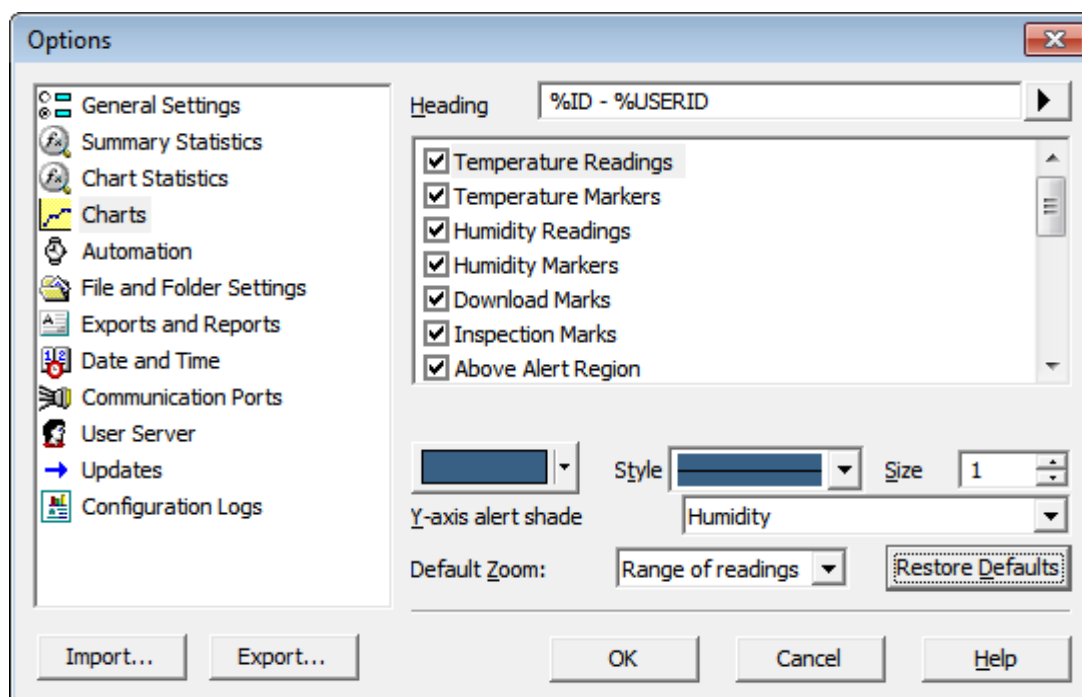 Options
General Settings
Summary Statistics
Chart Statistics
Charts
Automation
File and Folder Settings
Exports and Reports
Date and Time
Communication Ports
User Server
Updates
Configuration Logs
Import...
Export...
Heading
%ID - %USERID
Temperature Readings
Temperature Markers
Humidity Readings
Humidity Markers
Download Marks
Inspection Marks
Above Alert Region
Style
Size
1
Y-axis alert shade
Humidity
Default Zoom:
Range of readings
Restore Defaults
OK
Cancel
Help